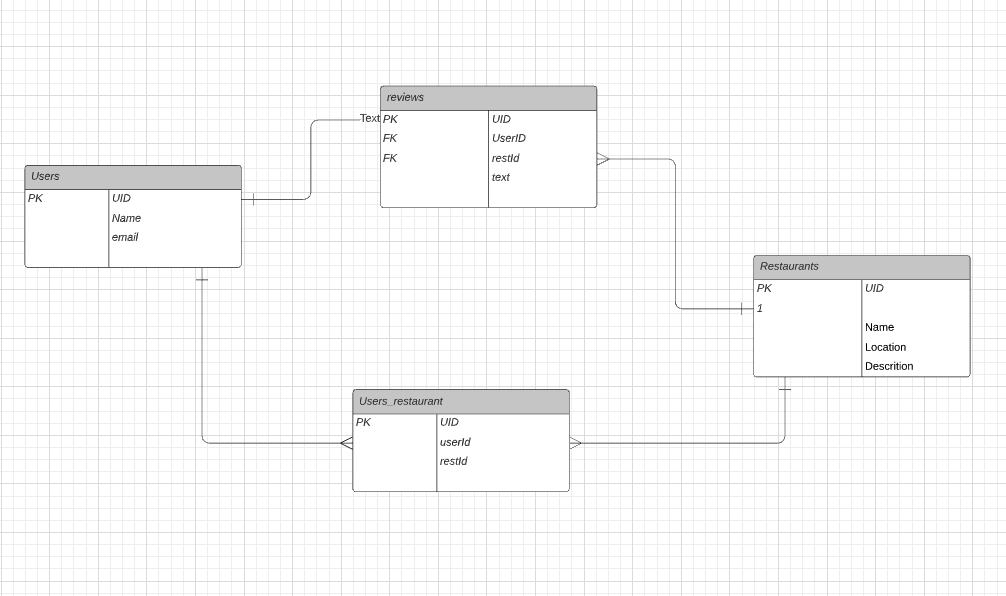 reviews
Text PK UID
FK UserID
FK restId
text
Users
PK UID
Name
email
Restaurants
PK UID
1
Name
Location
Descrition
Users_restaurant
PK UID
userId
restId